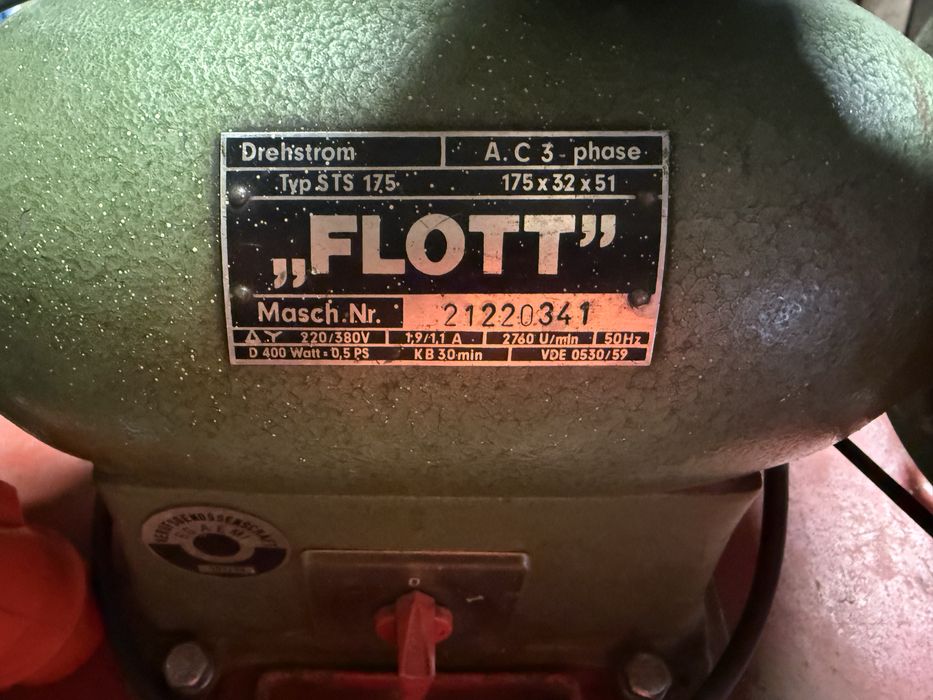 Drehstrom A.C 3-phase
Typ STS 175 175 x 32 x 51
„FLOTT”
Masch.Nr. 21220341
△ Y 220/380V 1,9/1,1 A 2760 U/min 50Hz
D 400 Watt = 0,5 PS KB 30 min VDE 0530/59
BERUFSGENOSSENSCHAFT
0
1